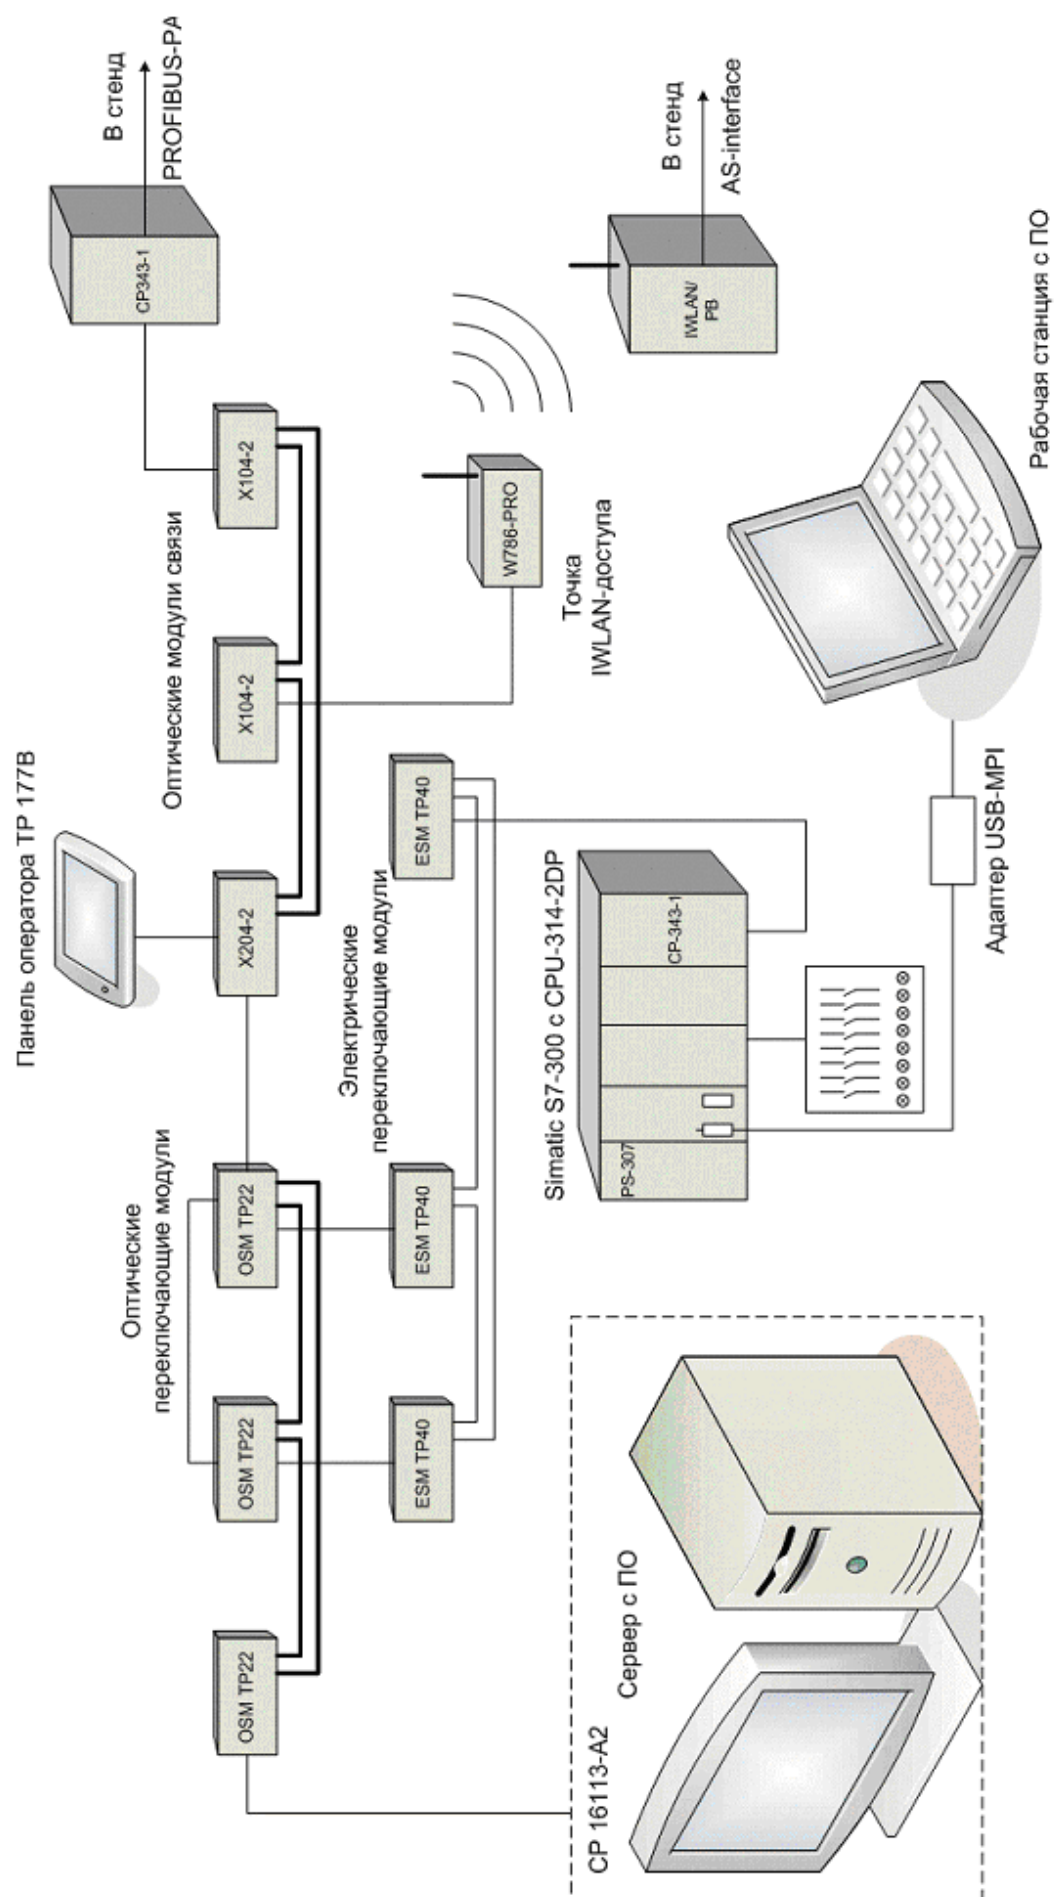 Панель оператора TP 177B
Оптические
переключающие модули
Оптические модули связи
В стенд
PROFIBUS-PA
OSM TP22
OSM TP22
OSM TP22
X204-2
X104-2
X104-2
CP343-1
Электрические
переключающие модули
ESM TP40
ESM TP40
ESM TP40
W786-PRO
Точка
IWLAN-доступа
В стенд
AS-interface
IWLAN/
PB
Simatic S7-300 с CPU-314-2DP
PS-307
CP-343-1
CP 16113-A2
Сервер с ПО
Адаптер USB-MPI
Рабочая станция с ПО